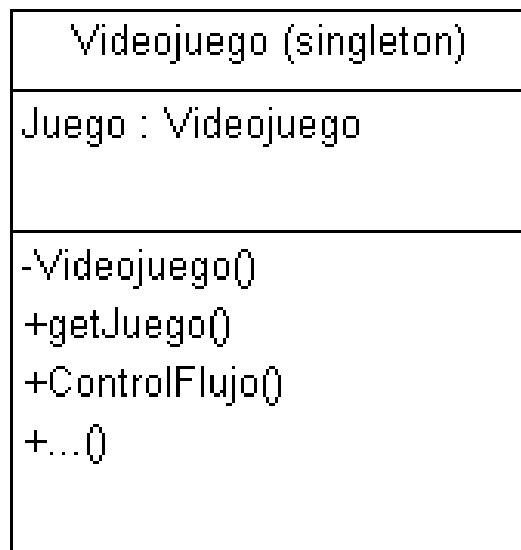 Videojuego (singleton)
Juego : Videojuego
-Videojuego()
+getJuego()
+ControlFlujo()
+...()